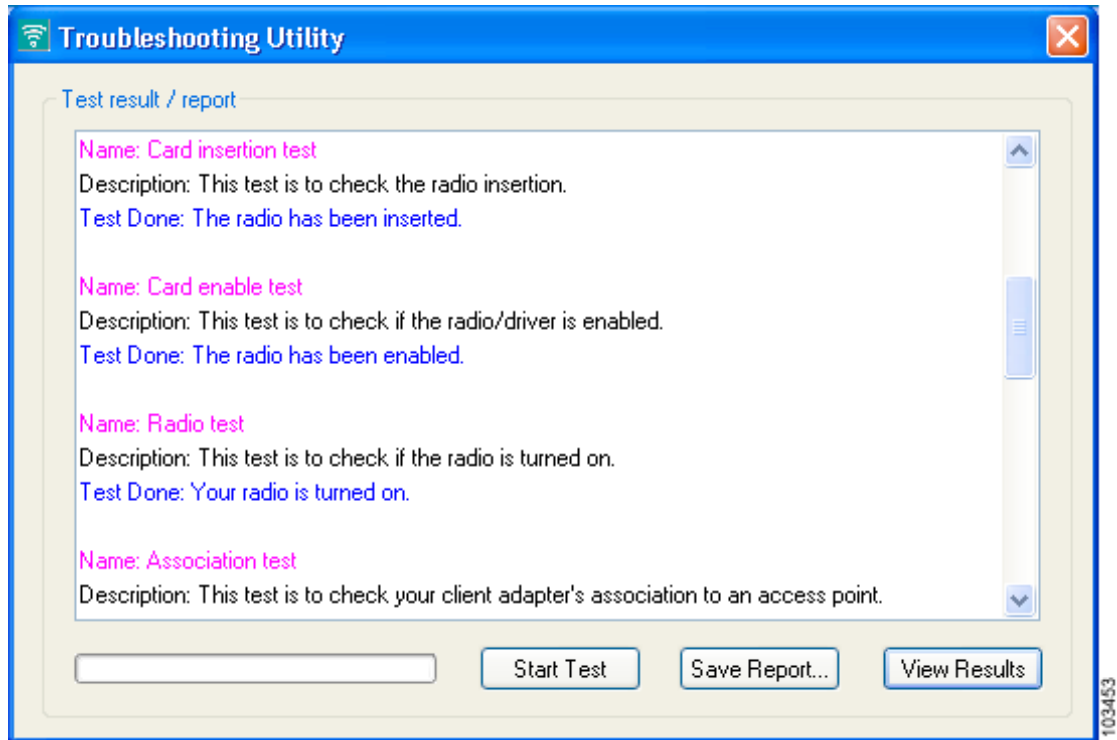 Troubleshooting Utility
Test result / report
Name: Card insertion test
Description: This test is to check the radio insertion.
Test Done: The radio has been inserted.
Name: Card enable test
Description: This test is to check if the radio/driver is enabled.
Test Done: The radio has been enabled.
Name: Radio test
Description: This test is to check if the radio is turned on.
Test Done: Your radio is turned on.
Name: Association test
Description: This test is to check your client adapter's association to an access point.
Start Test
Save Report...
View Results
103453